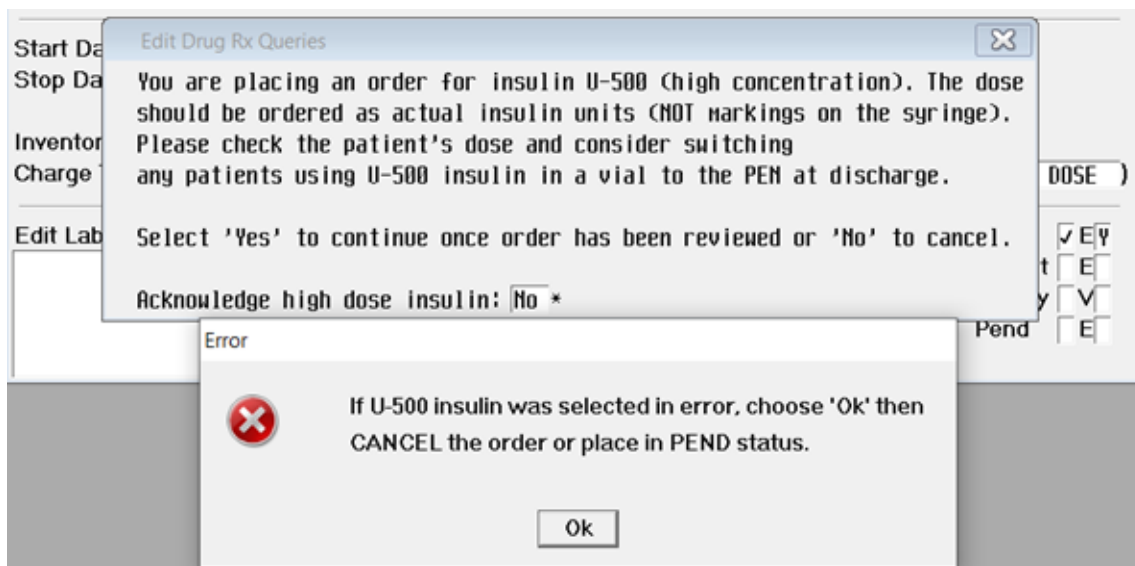 Edit Drug Rx Queries
Start Da
Stop Da
You are placing an order for insulin U-500 (high concentration). The dose
should be ordered as actual insulin units (NOT markings on the syringe).
Inventor
Please check the patient's dose and consider switching
Charge
any patients using U-500 insulin in a vial to the PEN at discharge.
DOSE )
Edit Lab
Select 'Yes' to continue once order has been reviewed or 'No' to cancel.
✓ E Y
t E
Acknowledge high dose insulin: No *
y V
Pend E
Error
If U-500 insulin was selected in error, choose 'Ok' then
CANCEL the order or place in PEND status.
Ok